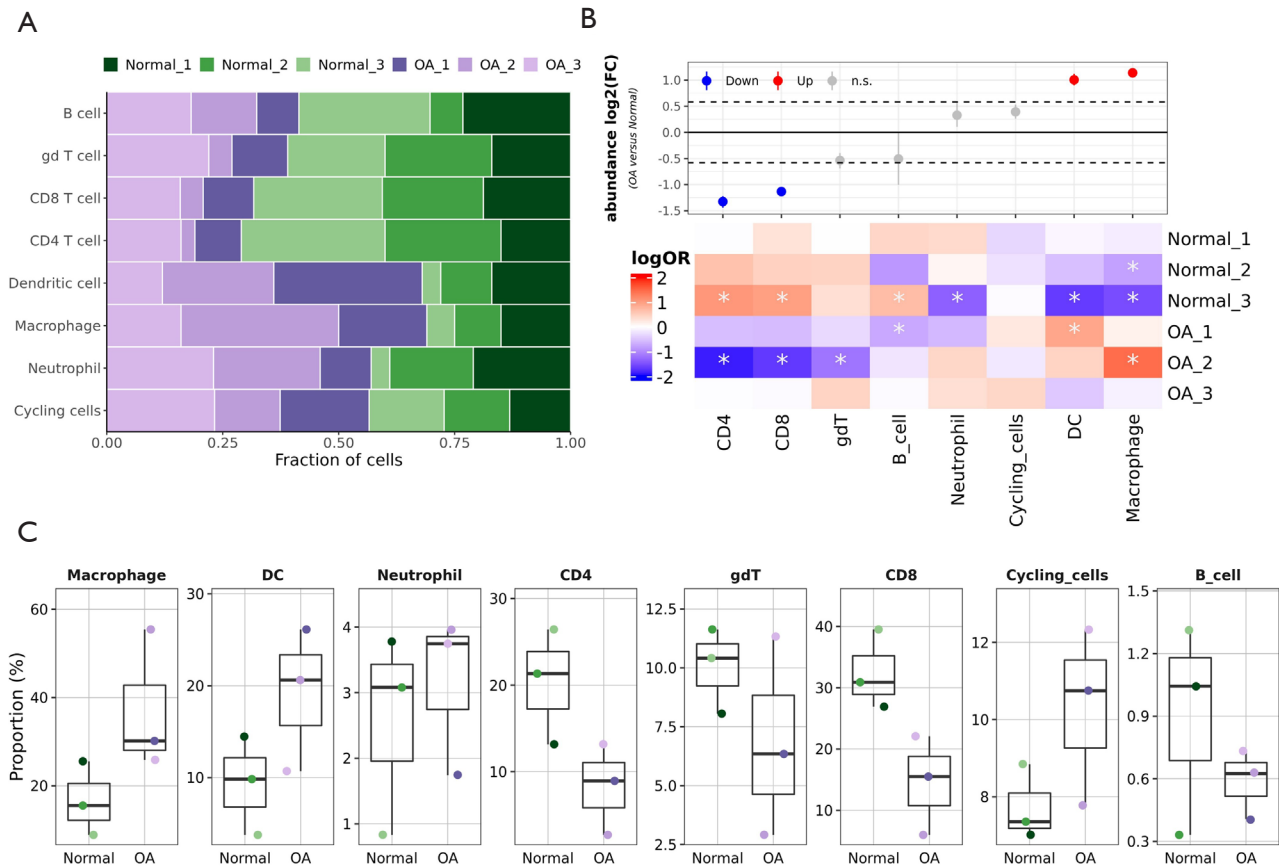 A
Normal_1 Normal_2 Normal_3 OA_1 OA_2 OA_3
B cell
gd T cell
CD8 T cell
CD4 T cell
Dendritic cell
Macrophage
Neutrophil
Cycling cells
0.00 0.25 0.50 0.75 1.00
Fraction of cells
B
abundance log2(FC)
(OA versus Normal)
Down Up n.s.
1.0
0.5
0.0
-0.5
-1.0
-1.5
logOR
2
1
0
-1
-2
Normal_1
Normal_2
*
Normal_3
* * * * * *
OA_1
* *
OA_2
* * * *
OA_3
CD4 CD8 gdT B_cell Neutrophil Cycling_cells DC Macrophage
C
Proportion (%)
Macrophage
60
40
20
Normal OA
DC
30
20
10
Normal OA
Neutrophil
4
3
2
1
Normal OA
CD4
30
20
10
Normal OA
gdT
12.5
10.0
7.5
5.0
2.5
Normal OA
CD8
40
30
20
10
Normal OA
Cycling_cells
12
10
8
Normal OA
B_cell
1.5
1.2
0.9
0.6
0.3
Normal OA